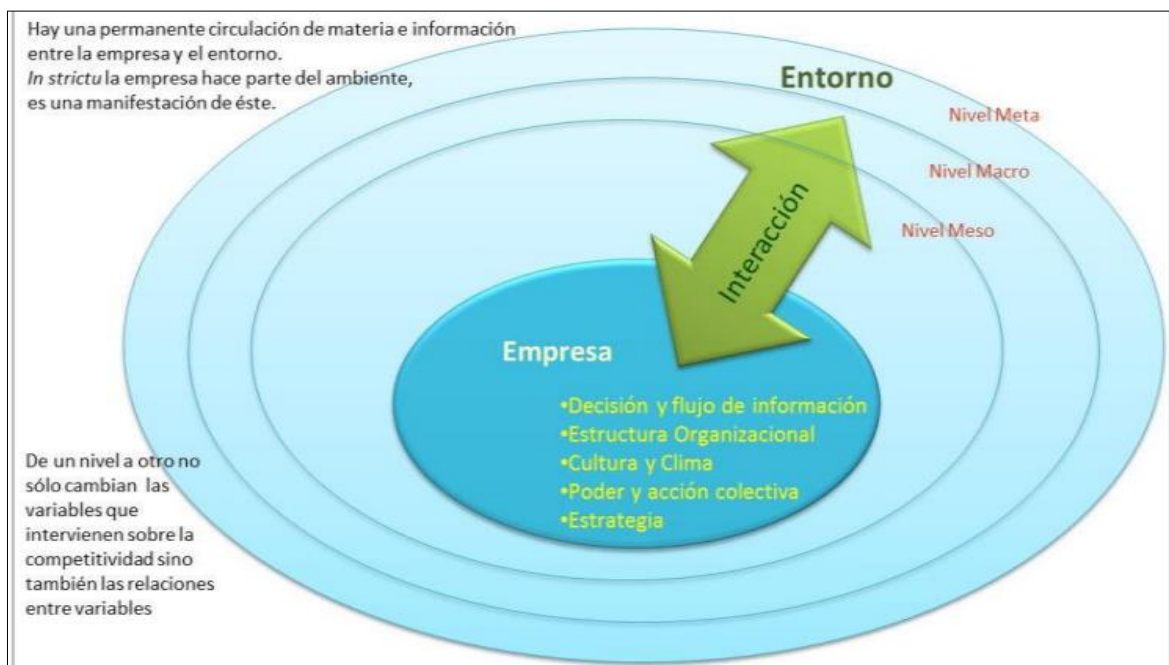 Hay una permanente circulación de materia e información
entre la empresa y el entorno.
In strictu la empresa hace parte del ambiente,
es una manifestación de éste.
Entorno
Nivel Meta
Nivel Macro
Nivel Meso
Interacción
Empresa
•Decisión y flujo de información
•Estructura Organizacional
•Cultura y Clima
•Poder y acción colectiva
•Estrategia
De un nivel a otro no
sólo cambian las
variables que
intervienen sobre la
competitividad sino
también las relaciones
entre variables